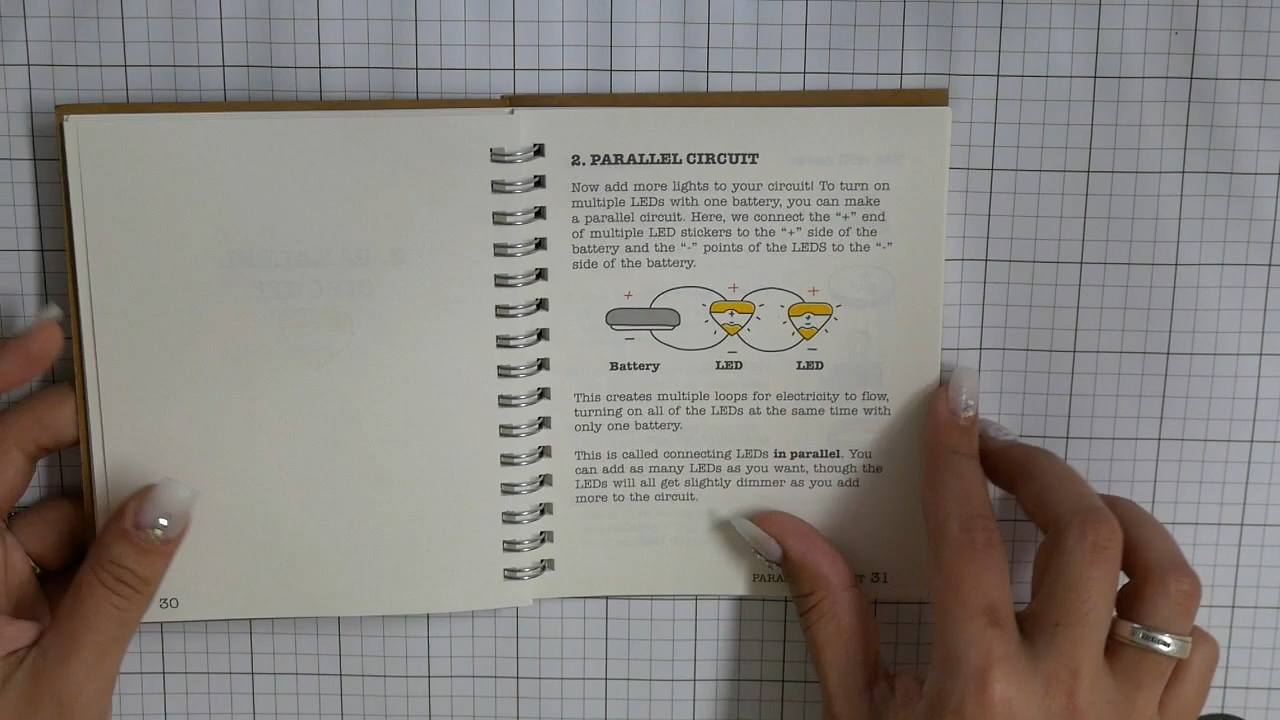 2. PARALLEL CIRCUIT
Now add more lights to your circuit! To turn on
multiple LEDs with one battery, you can make
a parallel circuit. Here, we connect the “+” end
of multiple LED stickers to the “+” side of the
battery and the “-” points of the LEDS to the “-”
side of the battery.
+ + +
+ +
- -
− − −
Battery LED LED
This creates multiple loops for electricity to flow,
turning on all of the LEDs at the same time with
only one battery.
This is called connecting LEDs in parallel. You
can add as many LEDs as you want, though the
LEDs will all get slightly dimmer as you add
more to the circuit.
31
30